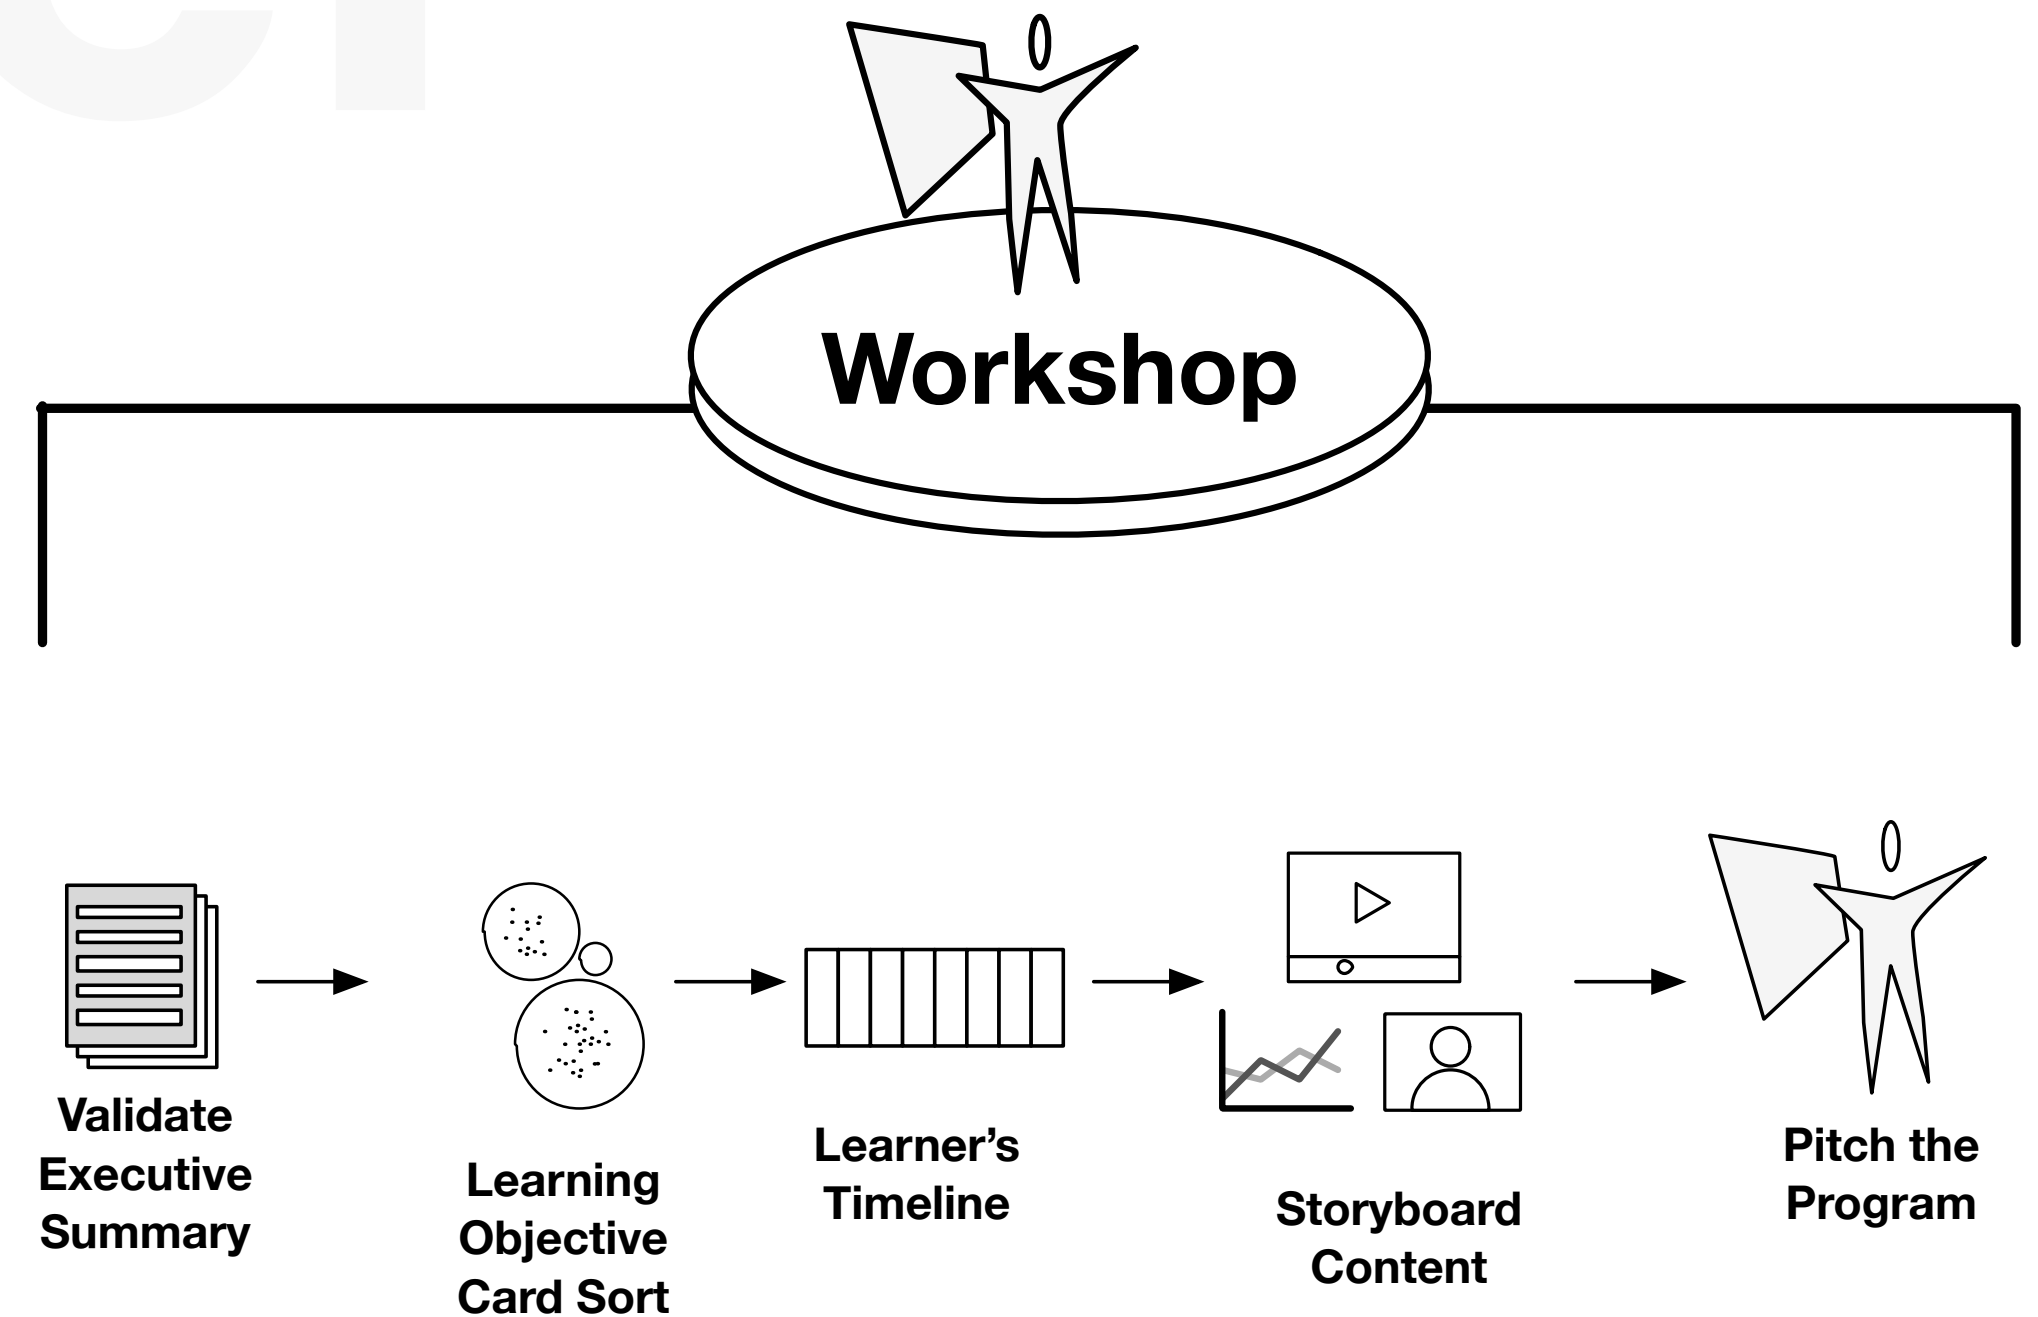 Workshop
Validate
Executive
Summary
Learning
Objective
Card Sort
Learner’s
Timeline
Storyboard
Content
Pitch the
Program